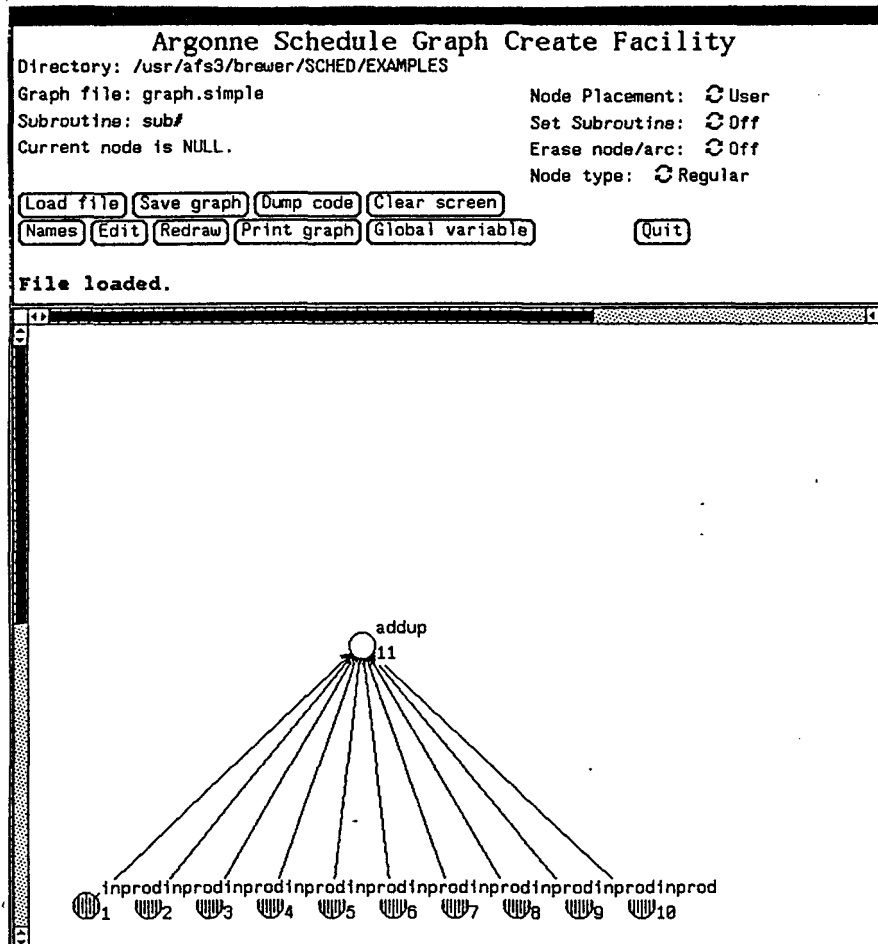 Argonne Schedule Graph Create Facility
Directory: /usr/afs3/brewer/SCHED/EXAMPLES
Graph file: graph.simple
Node Placement: User
Subroutine: sub#
Set Subroutine: Off
Current node is NULL.
Erase node/arc: Off
Node type: Regular
Load file Save graph Dump code Clear screen
Names Edit Redraw Print graph Global variable Quit
File loaded.
addup
11
inprodinprodinprodinprodinprodinprodinprodinprodinprodinprod
1 2 3 4 5 6 7 8 9 10